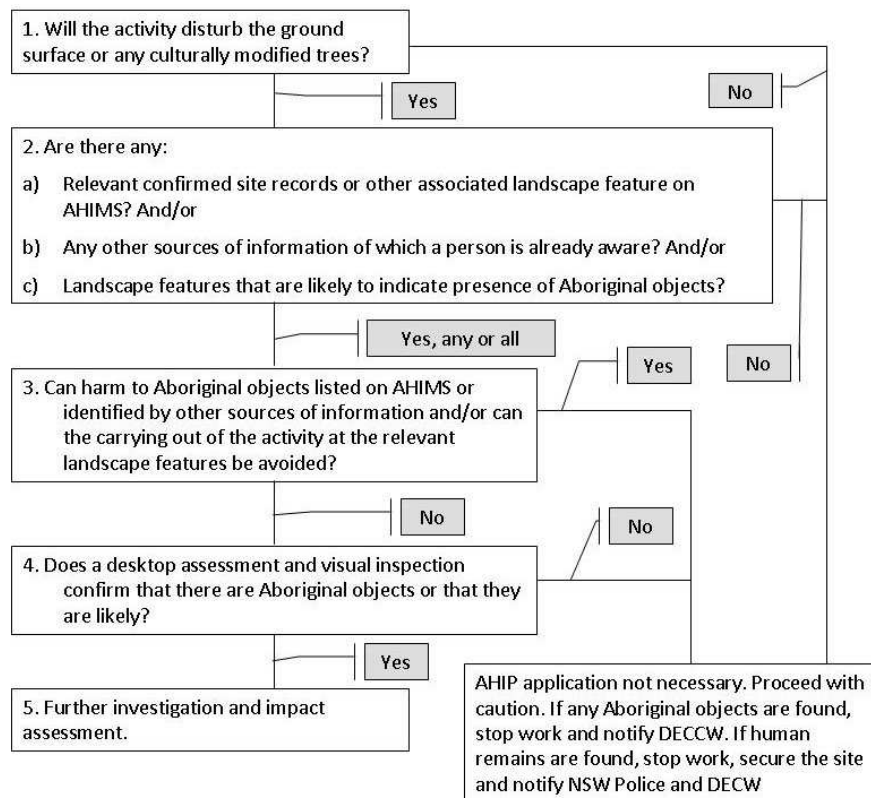 1. Will the activity disturb the ground
surface or any culturally modified trees?
Yes
No
2. Are there any:
a) Relevant confirmed site records or other associated landscape feature on
AHIMS? And/or
b) Any other sources of information of which a person is already aware? And/or
c) Landscape features that are likely to indicate presence of Aboriginal objects?
Yes, any or all
Yes
No
3. Can harm to Aboriginal objects listed on AHIMS or
identified by other sources of information and/or can
the carrying out of the activity at the relevant
landscape features be avoided?
No
No
4. Does a desktop assessment and visual inspection
confirm that there are Aboriginal objects or that they
are likely?
Yes
5. Further investigation and impact
assessment.
AHIP application not necessary. Proceed with
caution. If any Aboriginal objects are found,
stop work and notify DECCW. If human
remains are found, stop work, secure the site
and notify NSW Police and DECW